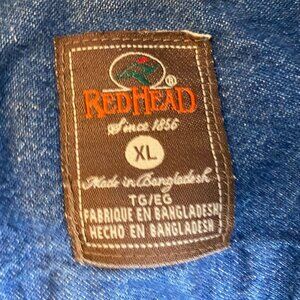 REDHEAD
®
Since 1856
XL
Made in Bangladesh
TG/EG
FABRIQUE EN BANGLADESH
HECHO EN BANGLADESH